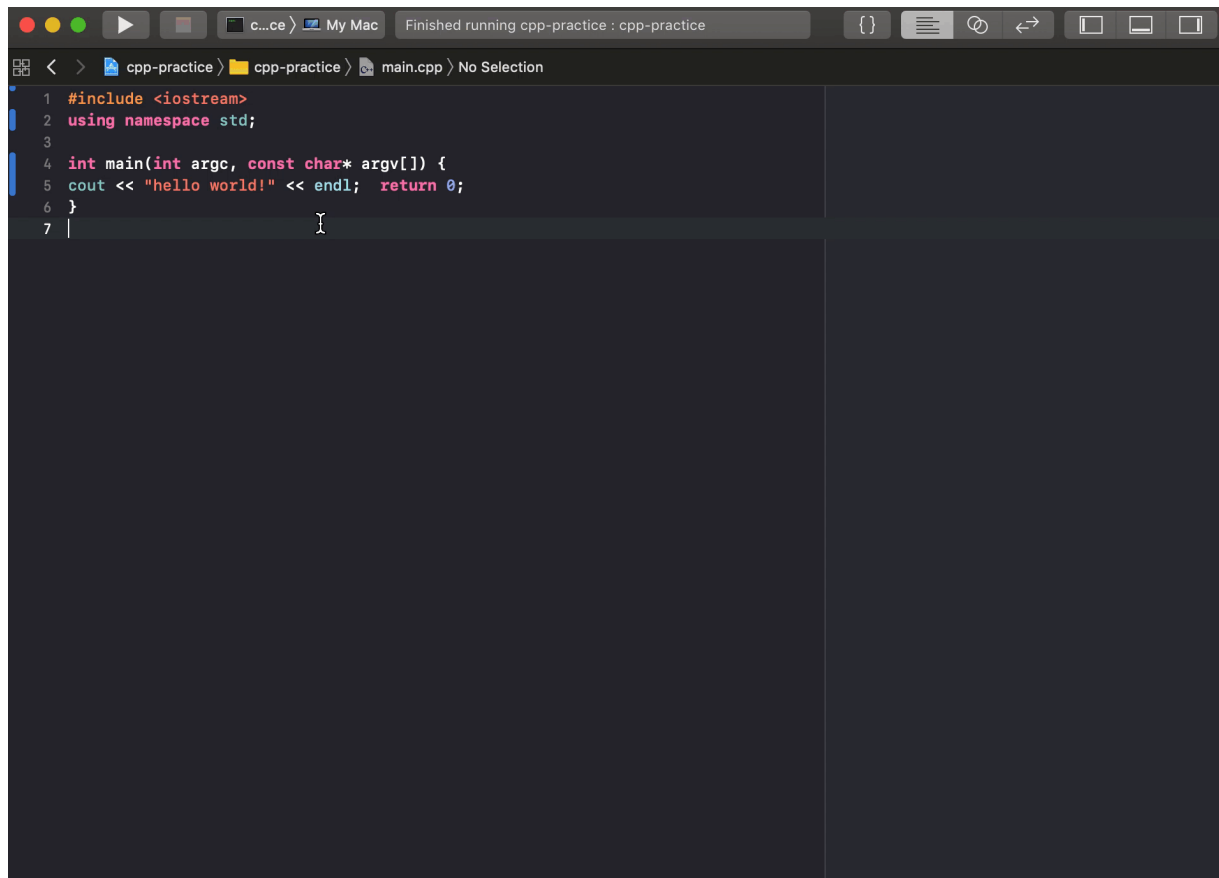 c...ce 〉 My Mac Finished running cpp-practice : cpp-practice {}
cpp-practice 〉 cpp-practice 〉 main.cpp 〉 No Selection
1 #include <iostream>
2 using namespace std;
3
4 int main(int argc, const char* argv[]) {
5 cout << "hello world!" << endl;  return 0;
6 }
7